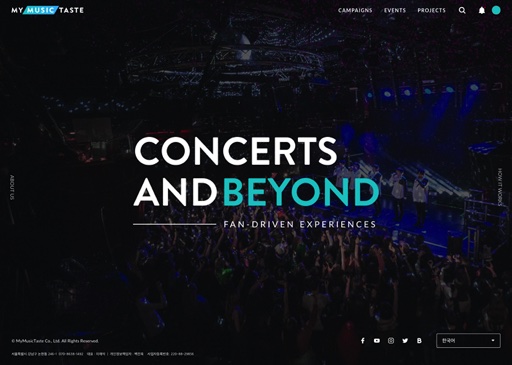 MY MUSIC TASTE
CAMPAIGNS EVENTS PROJECTS
CONCERTS
AND BEYOND
FAN-DRIVEN EXPERIENCES
ABOUT US
HOW IT WORKS
© MyMusicTaste Co., Ltd. All Rights Reserved.
한국어